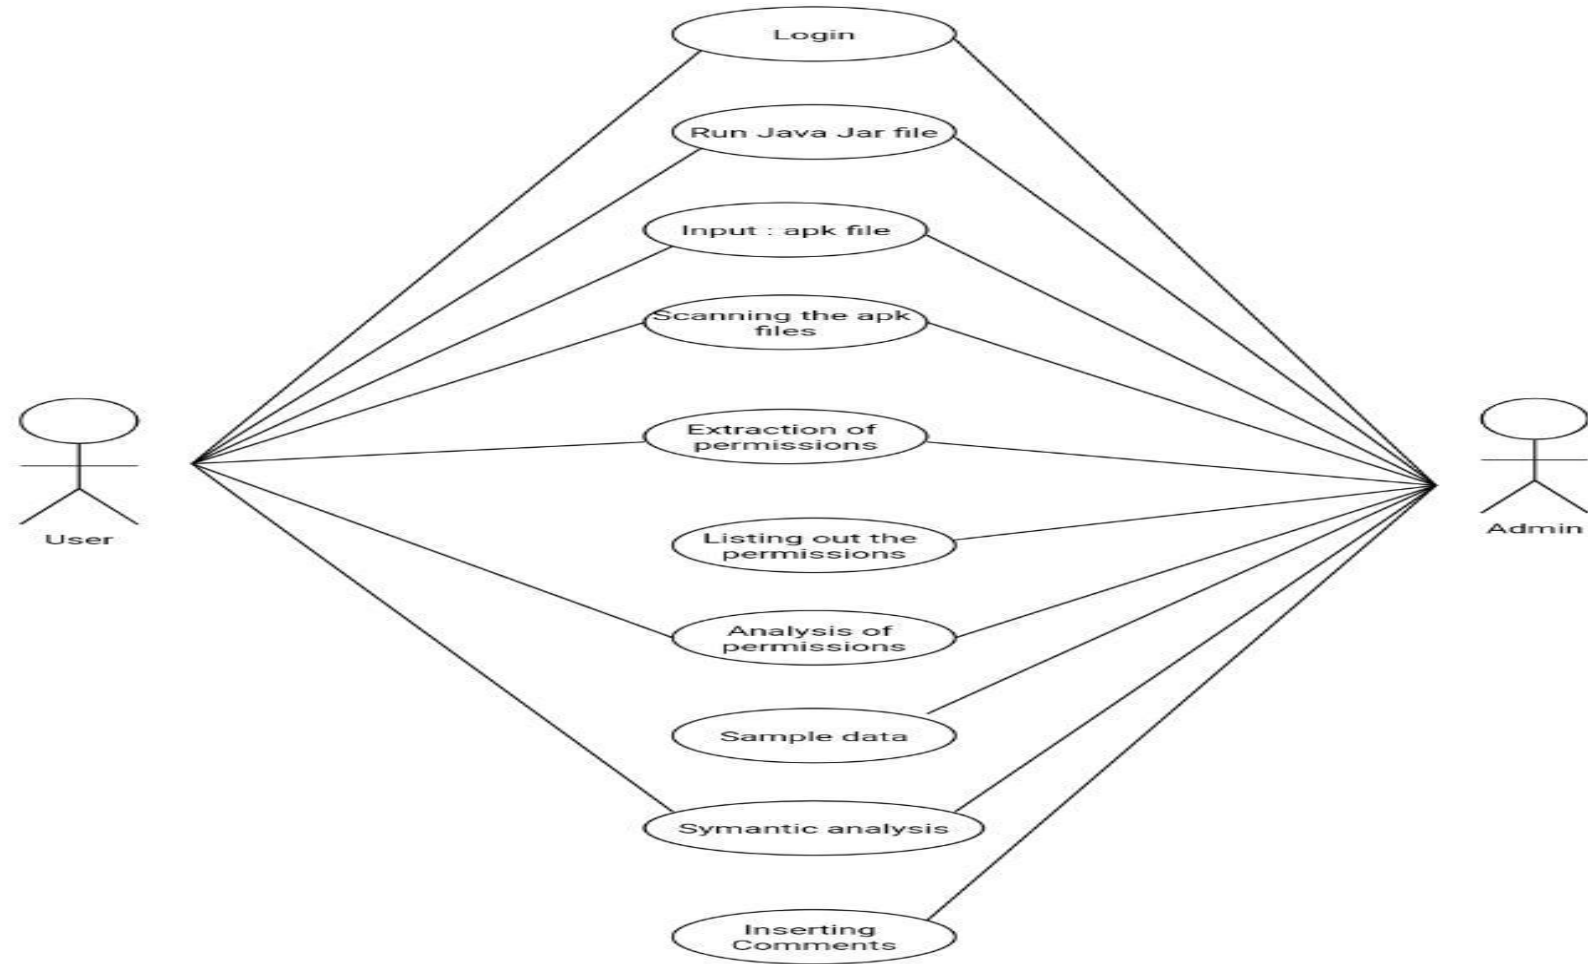 Login
Run Java Jar file
Input : apk file
Scanning the apk
files
Extraction of
permissions
User
Admin
Listing out the
permissions
Analysis of
permissions
Sample data
Symantic analysis
Inserting
Comments